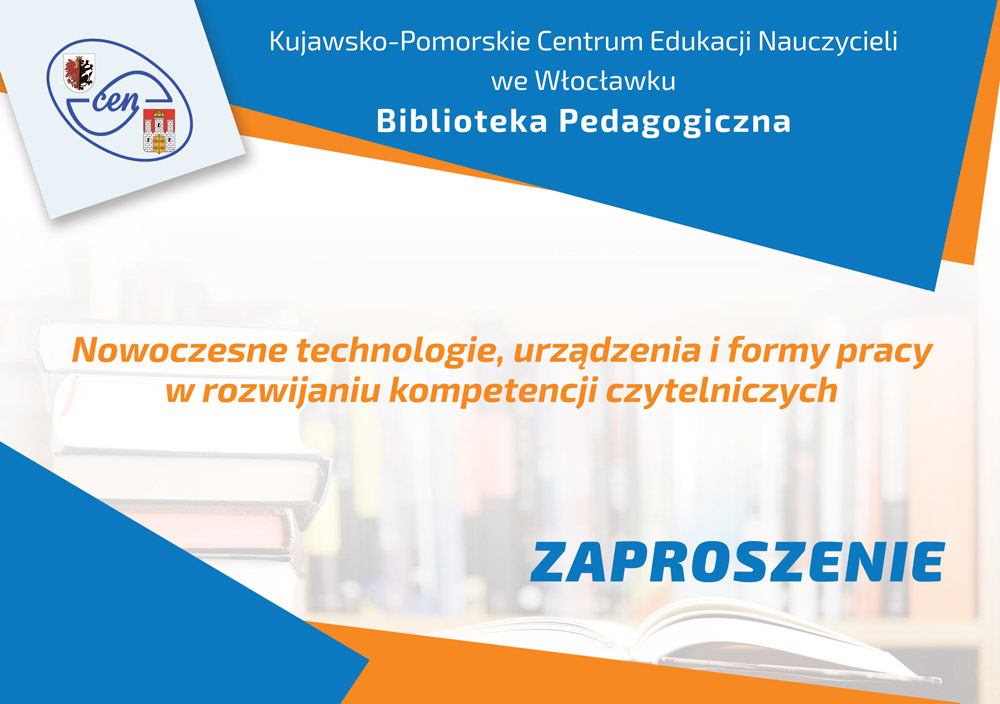 cen
Kujawsko-Pomorskie Centrum Edukacji Nauczycieli
we Włocławku
Biblioteka Pedagogiczna
Nowoczesne technologie, urządzenia i formy pracy
w rozwijaniu kompetencji czytelniczych
ZAPROSZENIE